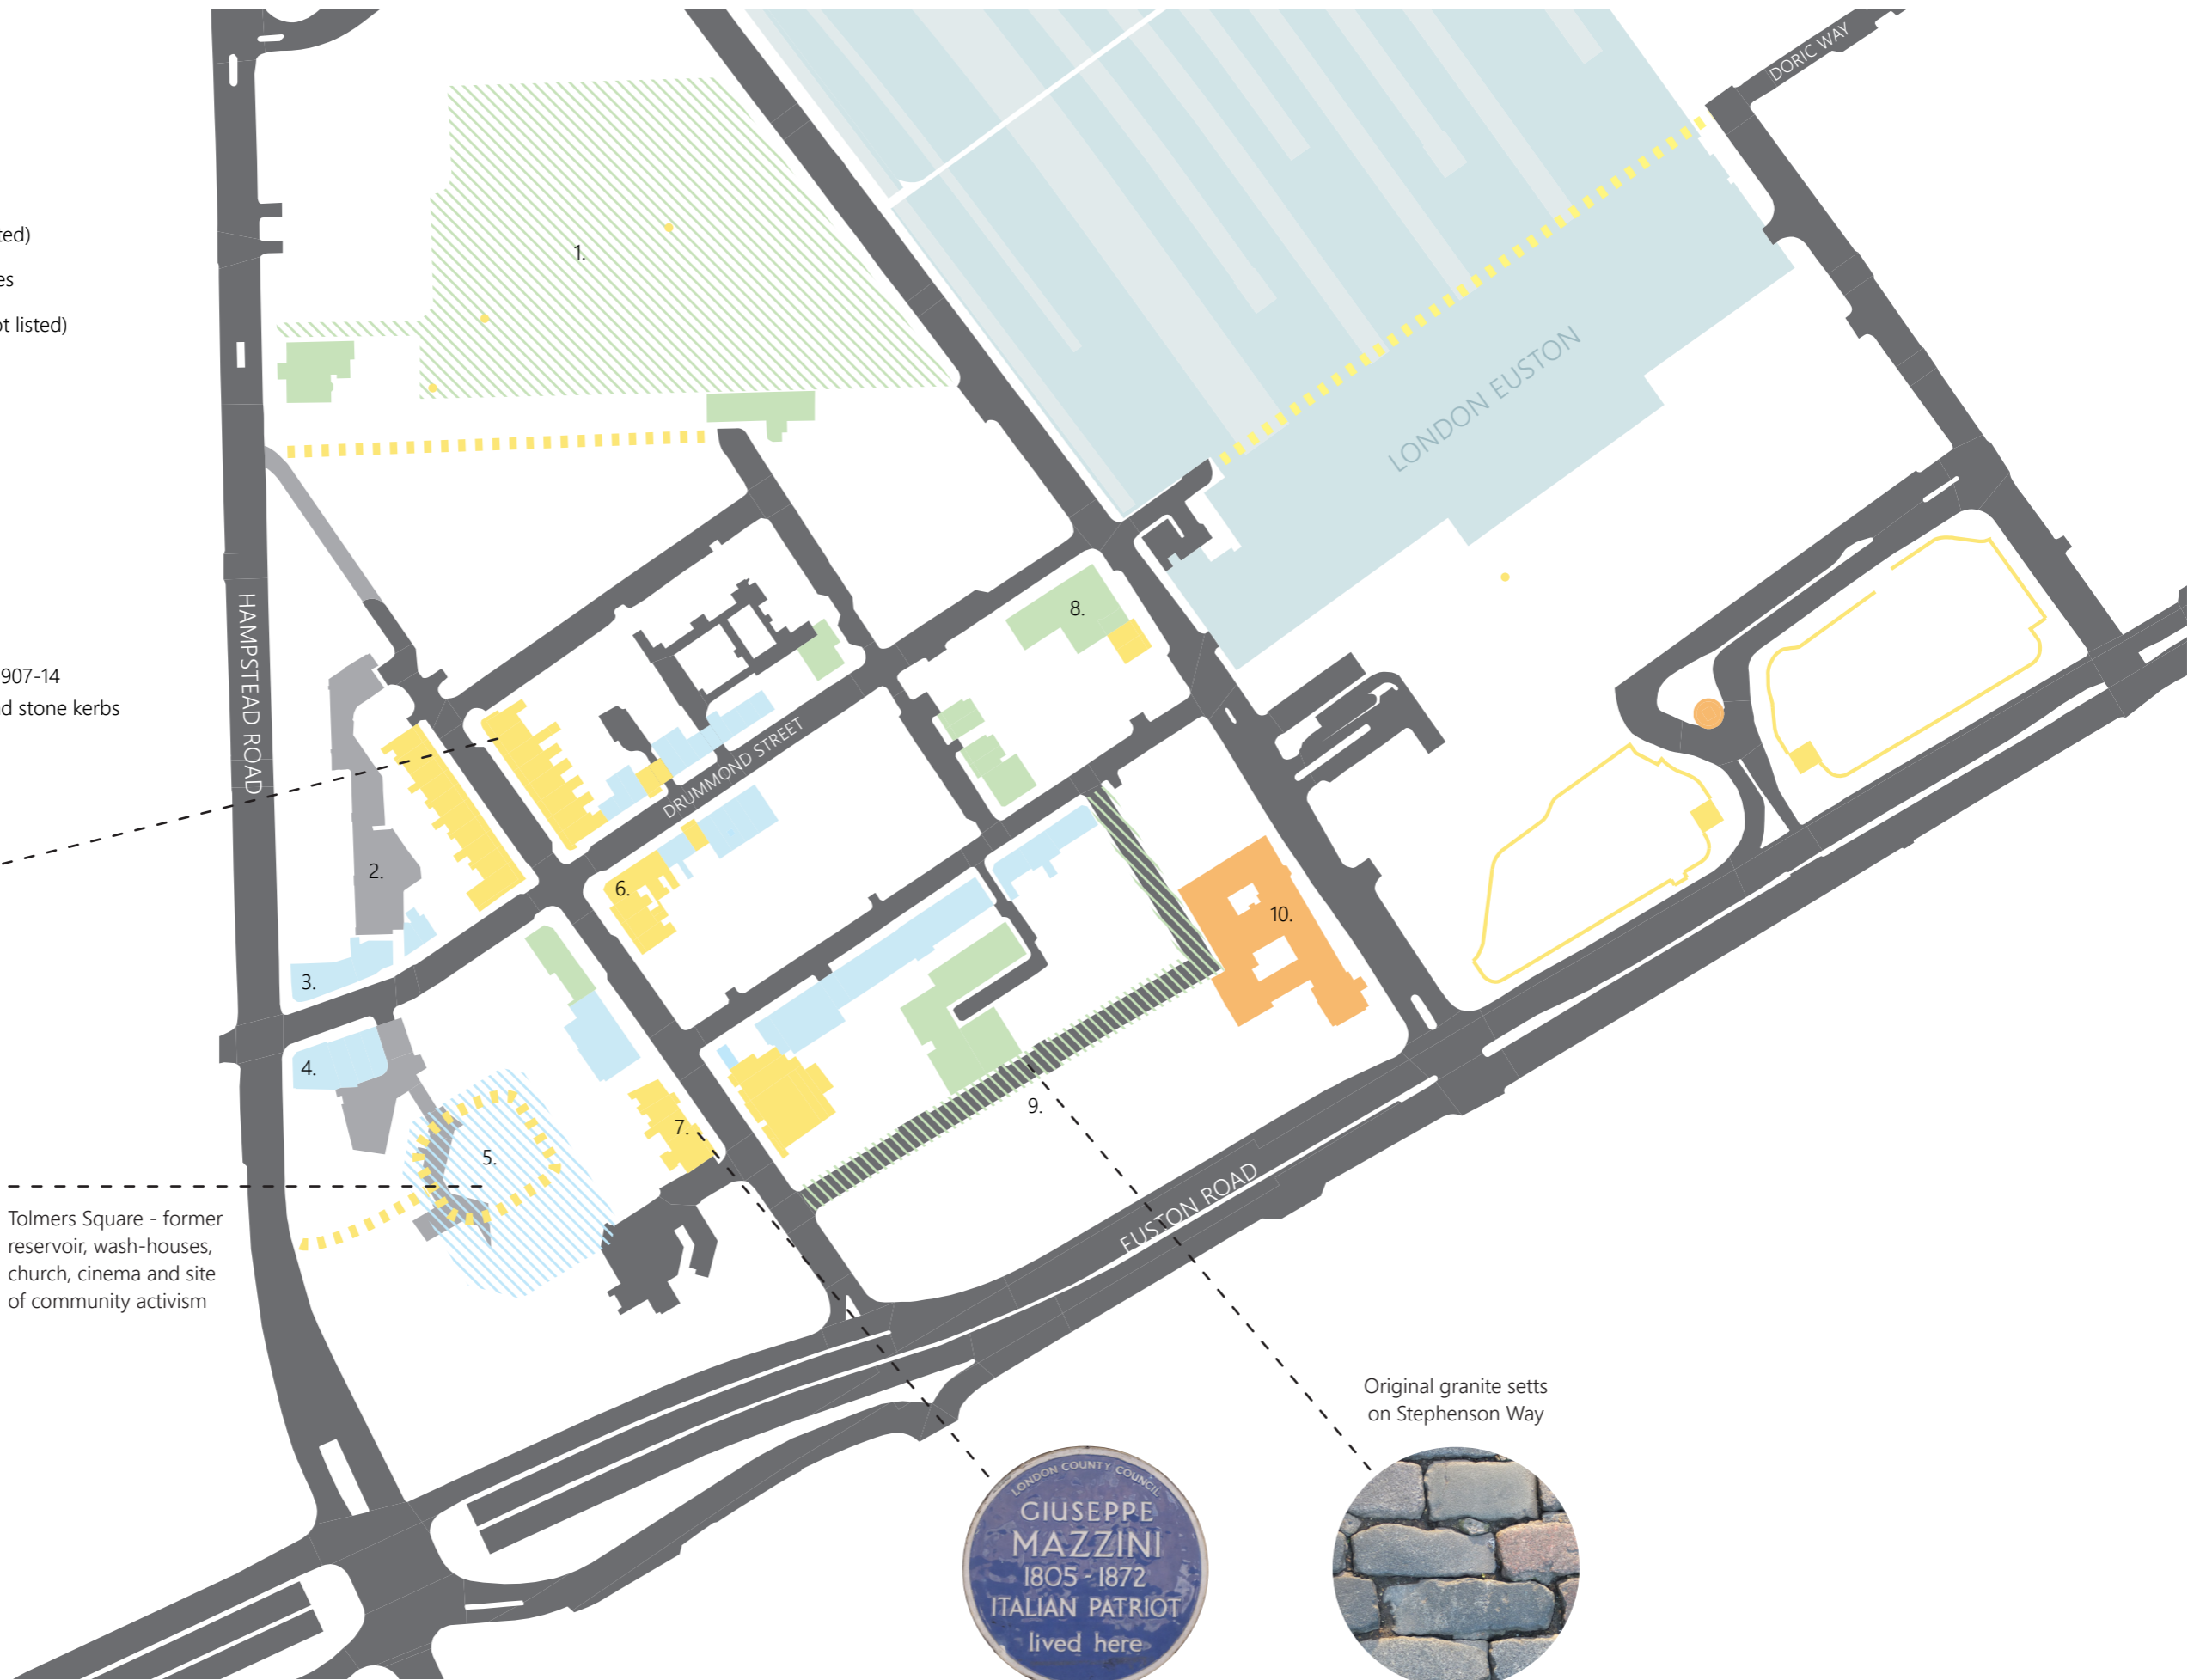 DORIC WAY
ted)
1.
es
ot listed)
LONDON EUSTON
HAMPSTEAD ROAD
8.
907-14
d stone kerbs
DRUMMOND STREET
2.
6.
10.
3.
4.
9.
7.
5.
EUSTON ROAD
Tolmers Square - former
reservoir, wash-houses,
church, cinema and site
of community activism
Original granite setts
on Stephenson Way
LONDON COUNTY COUNCIL
GIUSEPPE
MAZZINI
1805-1872
ITALIAN PATRIOT
lived here